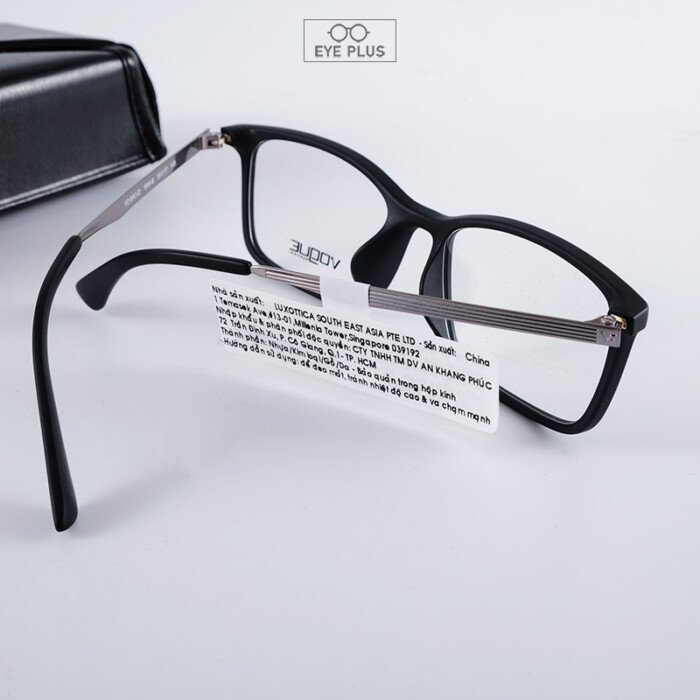 EYE PLUS
VOGUE
Nhà sản xuất: LUXOTTICA SOUTH EAST ASIA PTE LTD - Sản xuất: China
1 Temasek Ave,#13-01,Millenia Tower,Singapore 039192
Nhập khẩu & phân phối độc quyền: CTY TNHH TM DV AN KHANG PHÚC
72 Trần Đình Xu, P. Cô Giang, Q.1- TP. HCM
Thành phần: Nhựa/Kim loại/Gỗ/Da - Bảo quản trong hộp kính
Hướng dẫn sử dụng: để đeo mắt, tránh nhiệt độ cao & va chạm mạnh